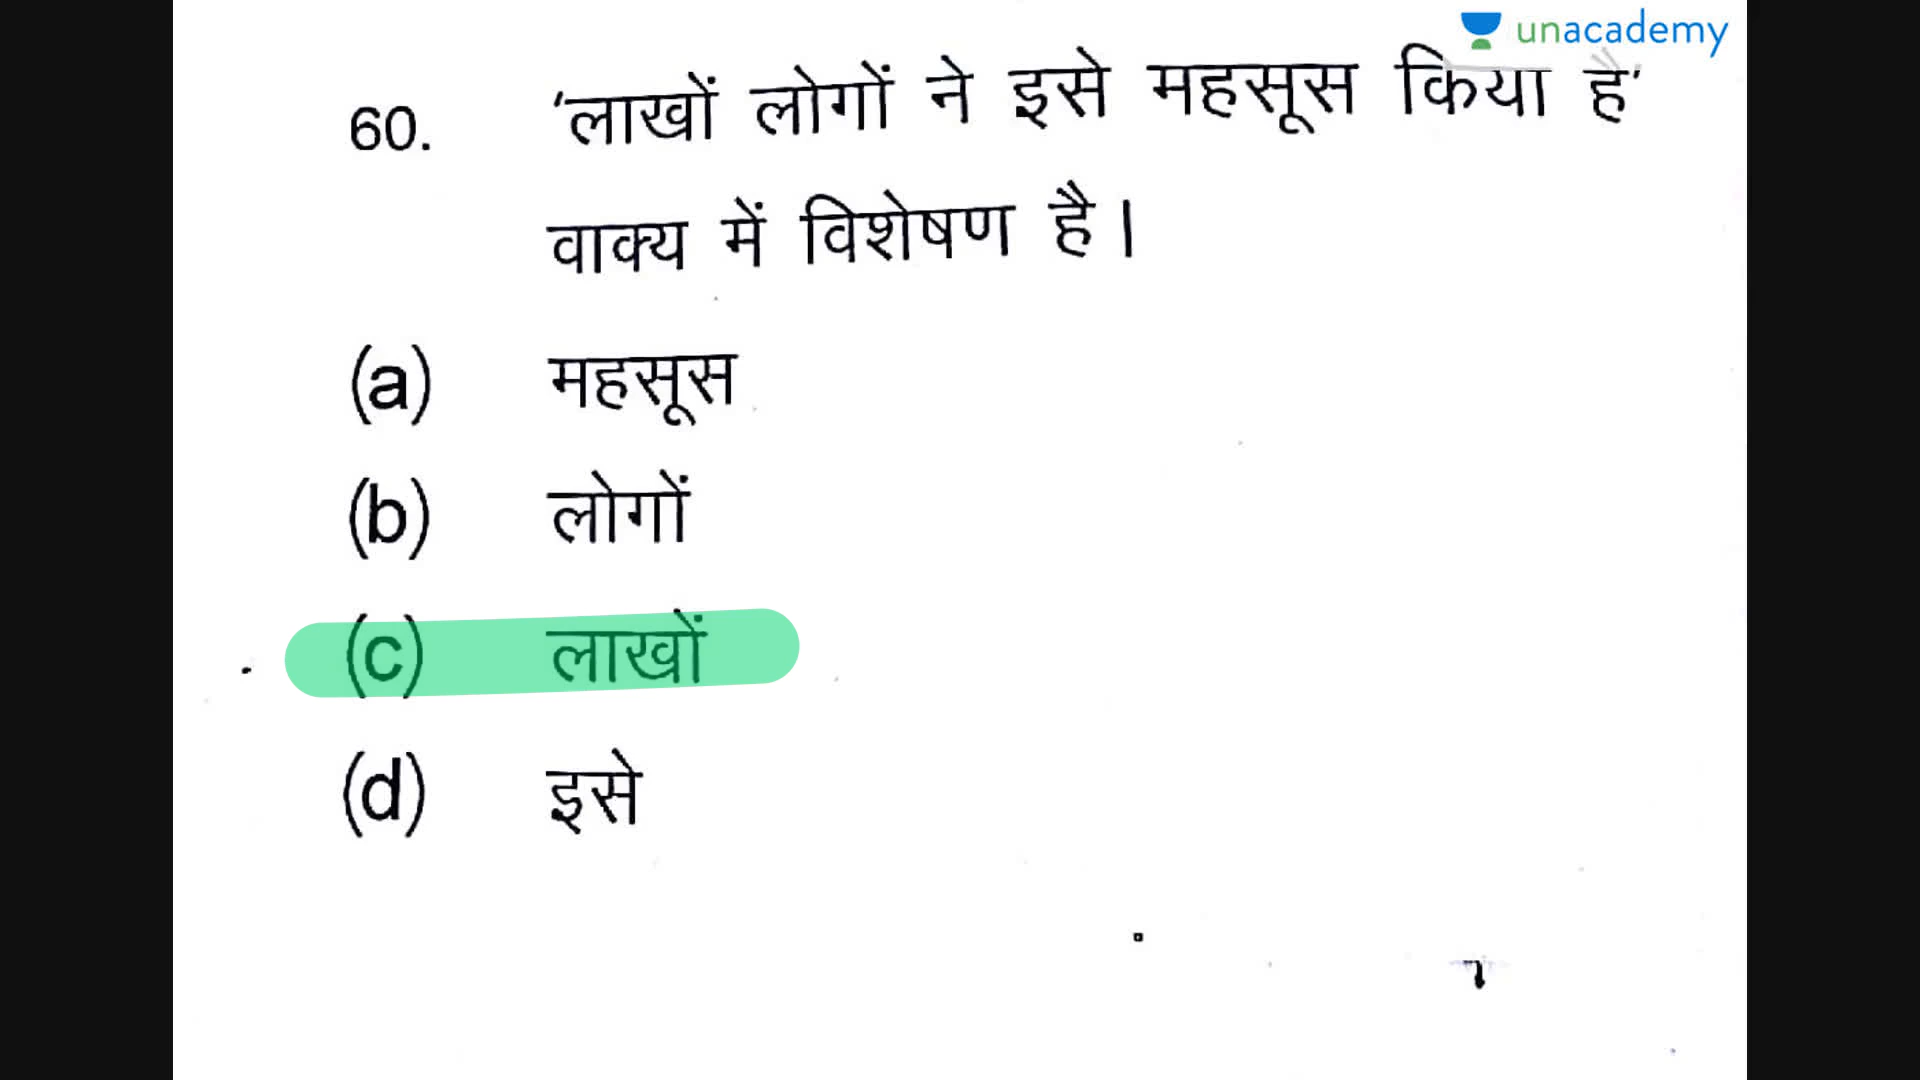 unacademy
60. 'लाखों लोगों ने इसे महसूस किया है'
वाक्य में विशेषण है।
(a) महसूस
(b) लोगों
(c) लाखों
(d) इसे